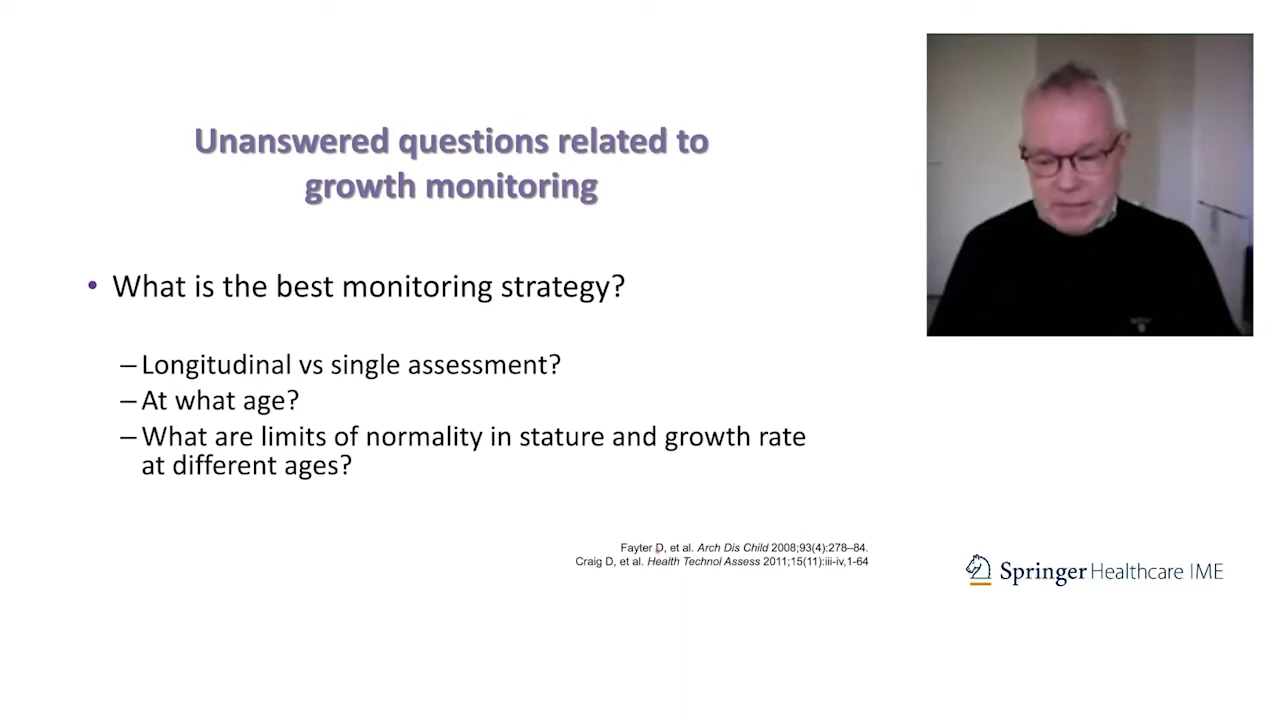 Unanswered questions related to
growth monitoring
• What is the best monitoring strategy?
– Longitudinal vs single assessment?
– At what age?
– What are limits of normality in stature and growth rate
at different ages?
Fayter D, et al. Arch Dis Child 2008;93(4):278–84.
Craig D, et al. Health Technol Assess 2011;15(11):iii-iv,1-64
Springer Healthcare IME